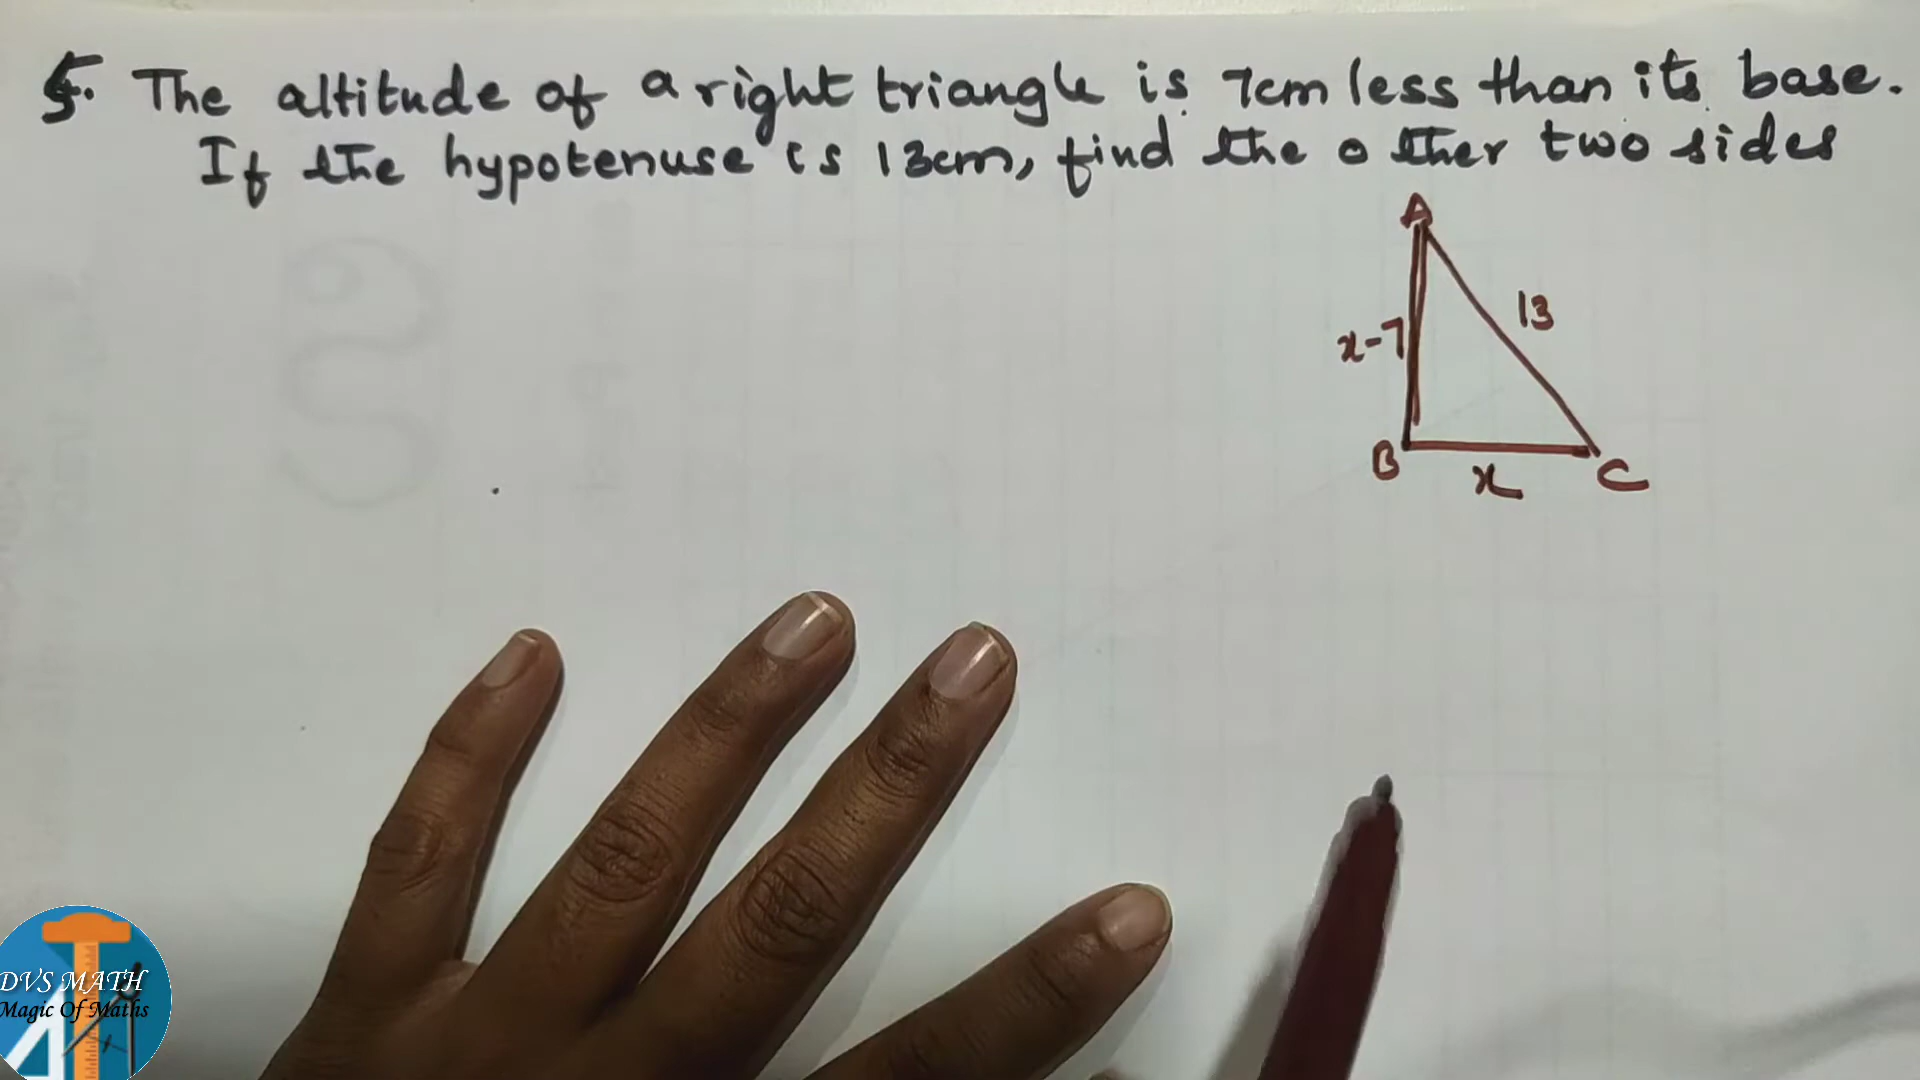 5. The altitude of a right triangle is 7cm less than its base.
If the hypotenuse is 13cm, find the other two sides
A
13
x-7
B
x
C
DVS MATH
Magic Of Maths